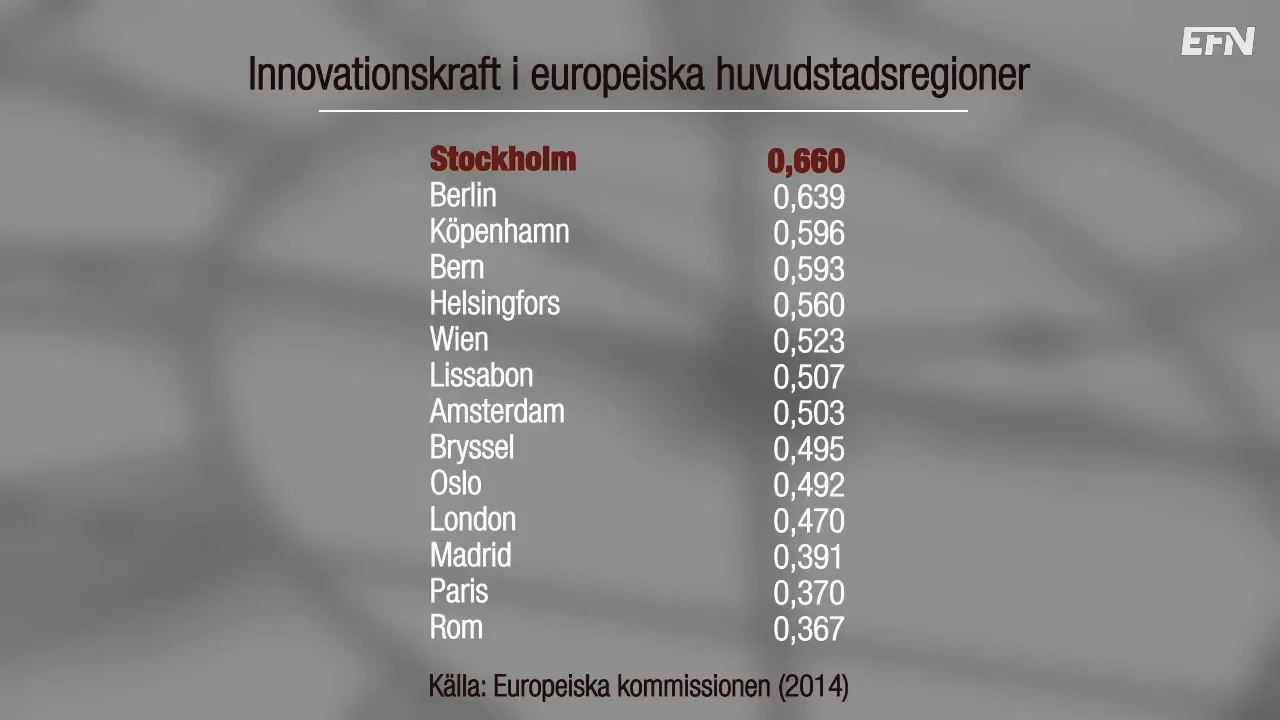 EFN
Innovationskraft i europeiska huvudstadsregioner
Stockholm 0,660
Berlin 0,639
Köpenhamn 0,596
Bern 0,593
Helsingfors 0,560
Wien 0,523
Lissabon 0,507
Amsterdam 0,503
Bryssel 0,495
Oslo 0,492
London 0,470
Madrid 0,391
Paris 0,370
Rom 0,367
Källa: Europeiska kommissionen (2014)